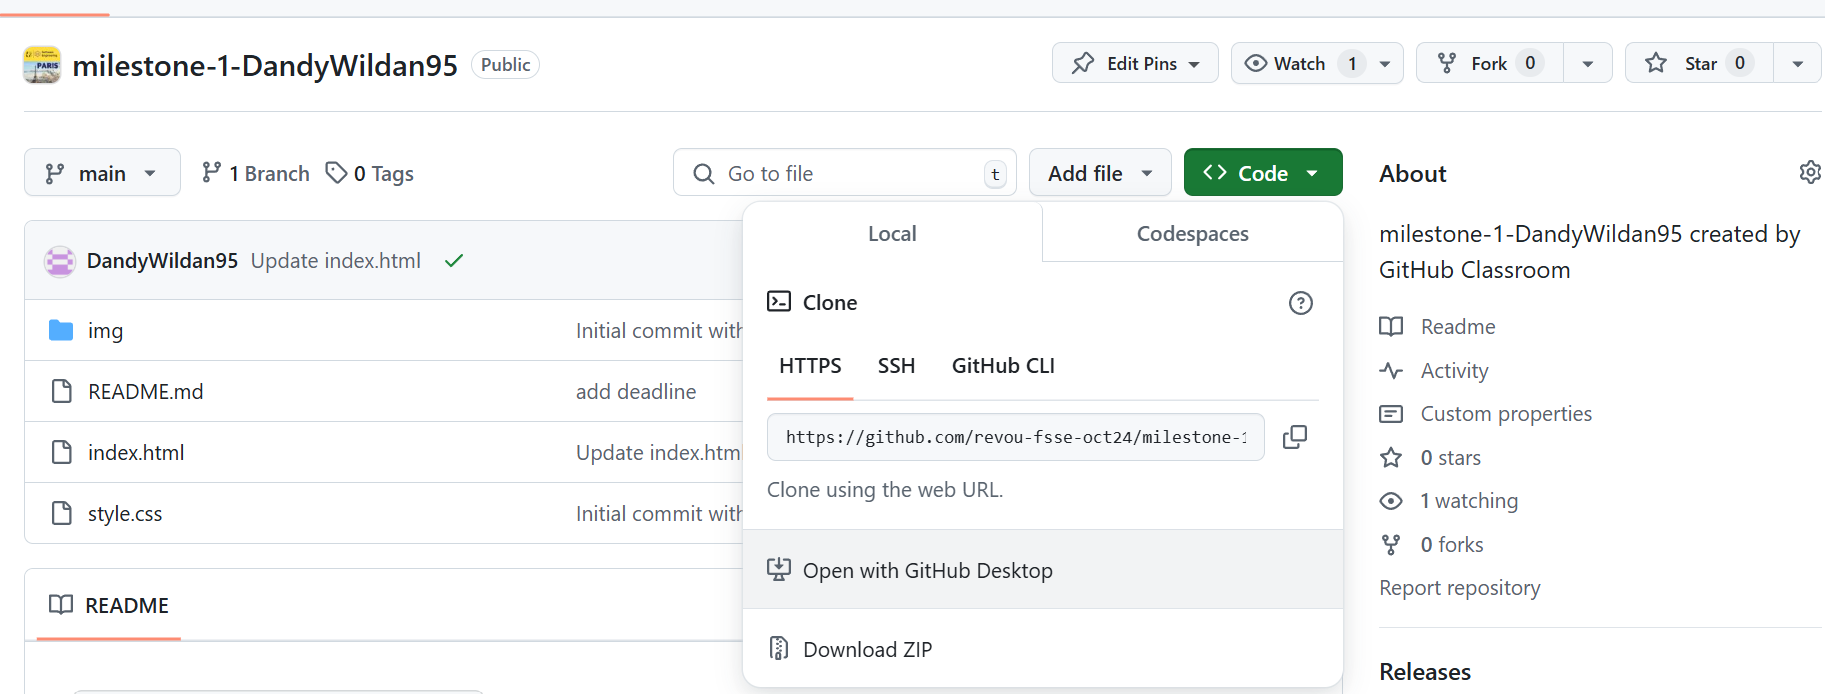 milestone-1-DandyWildan95 Public
Edit Pins Watch 1 Fork 0 Star 0
main 1 Branch 0 Tags Go to file t Add file Code
Local Codespaces
Clone
HTTPS SSH GitHub CLI
https://github.com/revou-fsse-oct24/milestone-1
Clone using the web URL.
Open with GitHub Desktop
Download ZIP
DandyWildan95 Update index.html
img Initial commit with
README.md add deadline
index.html Update index.html
style.css Initial commit with
README
About
milestone-1-DandyWildan95 created by
GitHub Classroom
Readme
Activity
Custom properties
0 stars
1 watching
0 forks
Report repository
Releases